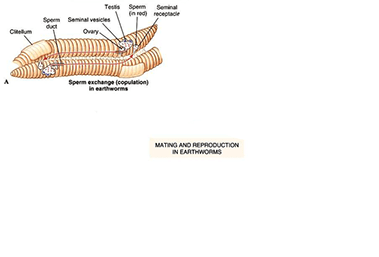 Testis
Sperm
(in red)
Seminal
receptacir
Sperm
duct
Seminal vesicles
Clitellum
Ovary
A
Sperm exchange (copulation)
in earthworms
MATING AND REPRODUCTION
IN EARTHWORMS